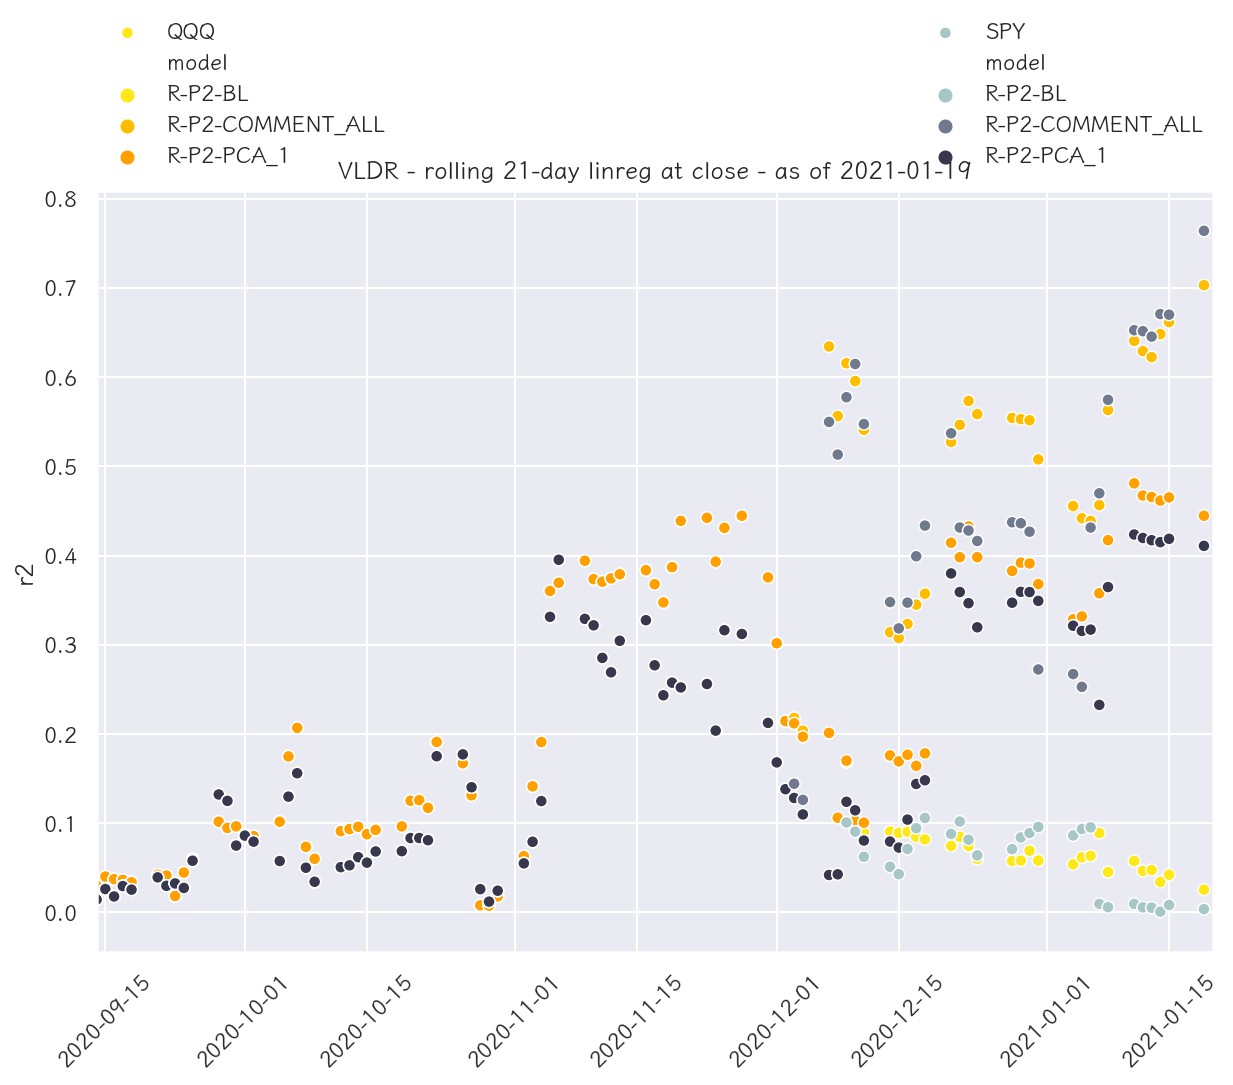 QQQ
model
R-P2-BL
R-P2-COMMENT_ALL
R-P2-PCA_1
SPY
model
R-P2-BL
R-P2-COMMENT_ALL
R-P2-PCA_1
VLDR - rolling 21-day linreg at close - as of 2021-01-19
0.8
0.7
0.6
0.5
0.4
0.3
0.2
0.1
0.0
r2
2020-09-15
2020-10-01
2020-10-15
2020-11-01
2020-11-15
2020-12-01
2020-12-15
2021-01-01
2021-01-15